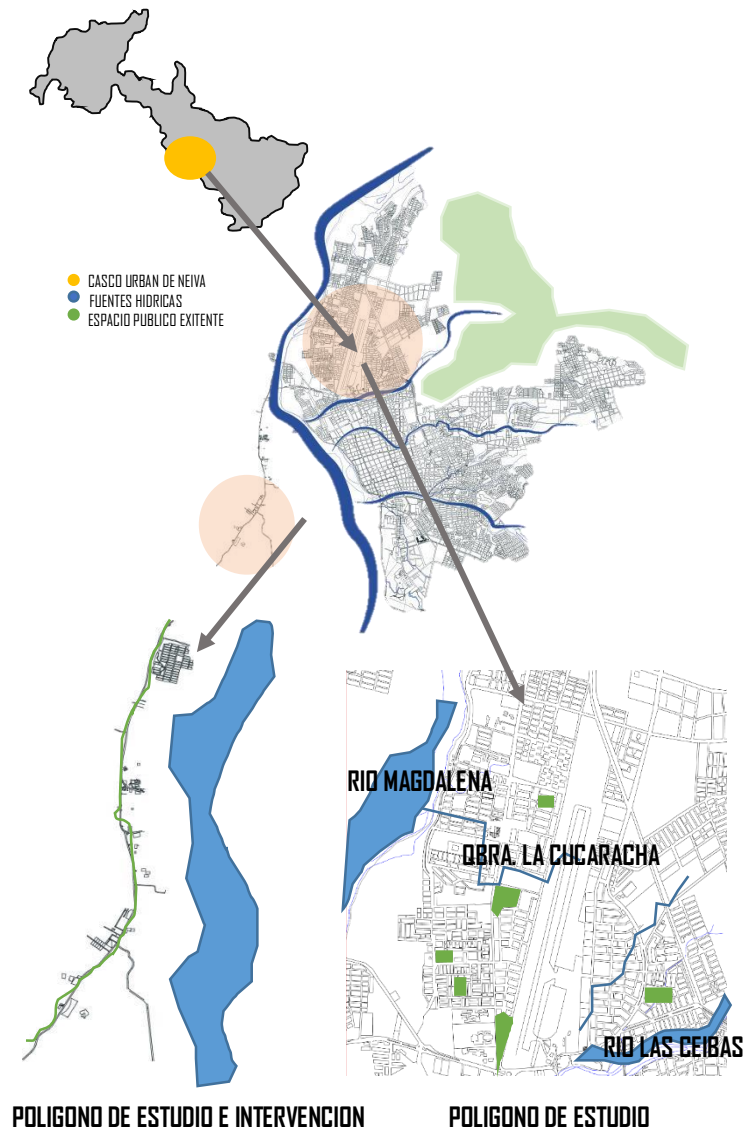 CASCO URBAN DE NEIVA
FUENTES HIDRICAS
ESPACIO PUBLICO EXITENTE
RIO MAGDALENA
QBRA. LA CUCARACHA
RIO LAS CEIBAS
POLIGONO DE ESTUDIO E INTERVENCION
POLIGONO DE ESTUDIO